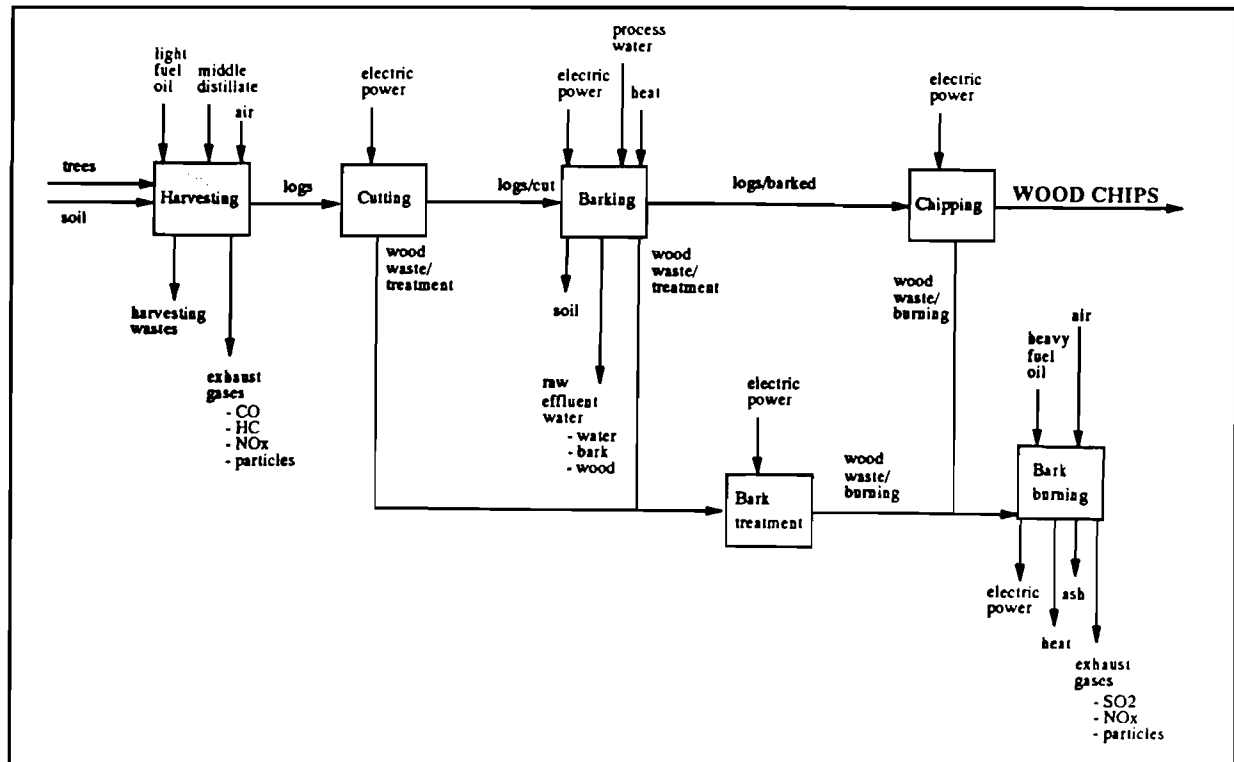 light
fuel
oil
middle
distillate
air
trees
soil
Harvesting
harvesting
wastes
exhaust
gases
- CO
- HC
- NOx
- particles
logs
electric
power
Cutting
wood
waste/
treatment
logs/cut
process
water
electric
power
heat
Barking
soil
raw
effluent
water
- water
- bark
- wood
wood
waste/
treatment
logs/barked
electric
power
Chipping
WOOD CHIPS
wood
waste/
burning
electric
power
Bark
treatment
wood
waste/
burning
heavy
fuel
oil
air
Bark
burning
electric
power
heat
ash
exhaust
gases
- SO2
- NOx
- particles